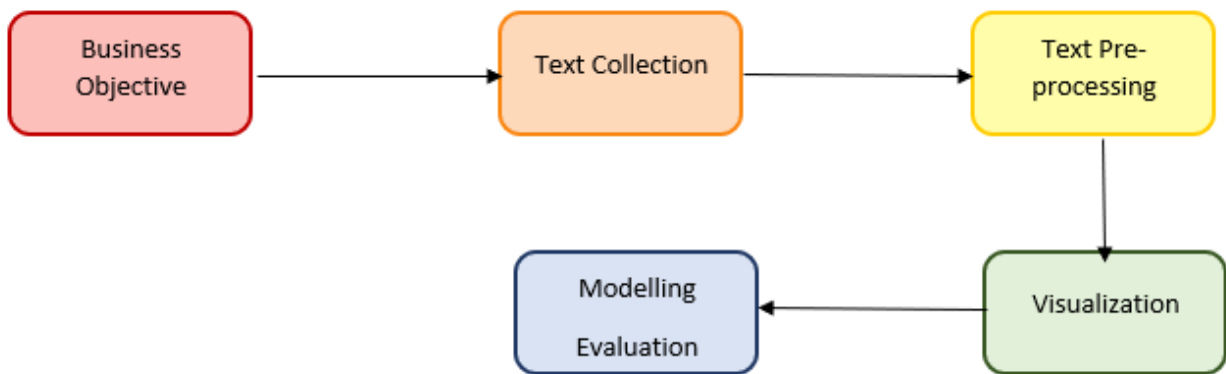 Business
Objective
Text Collection
Text Pre-
processing
Visualization
Modelling
Evaluation